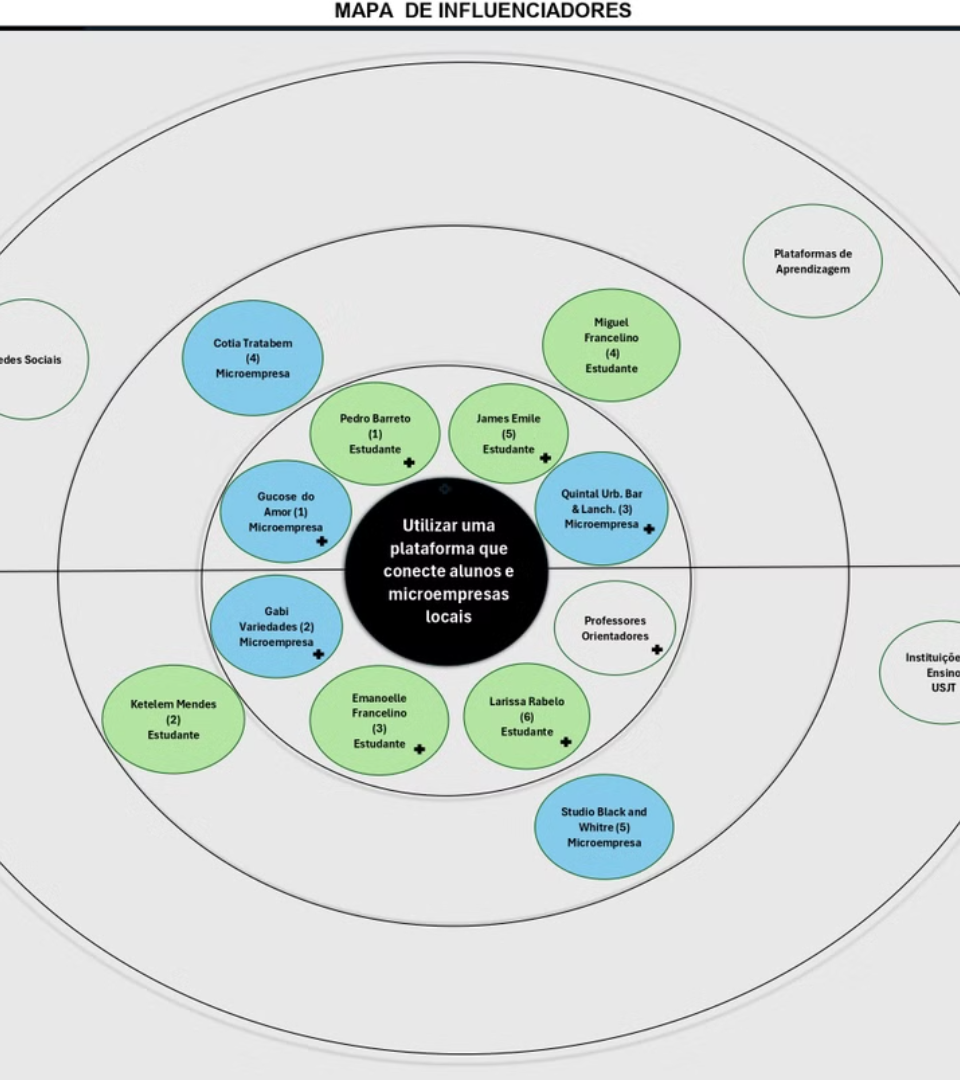 MAPA DE INFLUENCIADORES
Plataformas de
Aprendizagem
edes Sociais
Cotia Tratabem
(4)
Microempresa
Miguel
Francelino
(4)
Estudante
Pedro Barreto
(1)
Estudante
James Emile
(5)
Estudante
Gucose do
Amor (1)
Microempresa
Quintal Urb. Bar
& Lanch. (3)
Microempresa
Utilizar uma
plataforma que
conecte alunos e
microempresas
locais
Gabi
Variedades (2)
Microempresa
Professores
Orientadores
Instituiçõe
Ensino
USJT
Ketelem Mendes
(2)
Estudante
Emanoelle
Francelino
(3)
Estudante
Larissa Rabelo
(6)
Estudante
Studio Black and
Whitre (5)
Microempresa